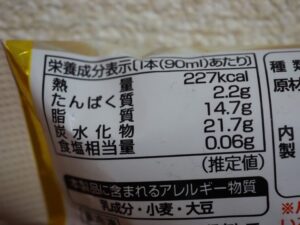 栄養成分表示〔1本(90ml)あたり〕
熱量 227kcal
たんぱく質 2.2g
脂質 14.7g
炭水化物 21.7g
食塩相当量 0.06g
(推定値)
本製品に含まれるアレルギー物質
乳成分・小麦・大豆
種類
原材
内
製